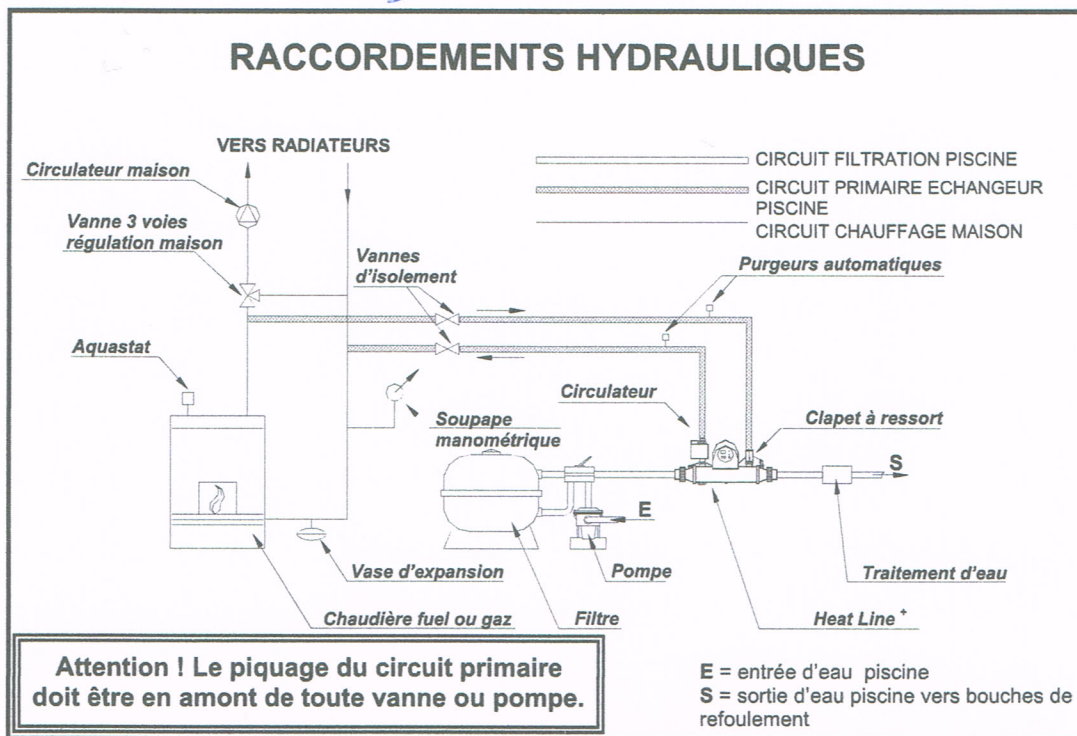 RACCORDEMENTS HYDRAULIQUES
VERS RADIATEURS
Circulateur maison
Vanne 3 voies
régulation maison
CIRCUIT FILTRATION PISCINE
CIRCUIT PRIMAIRE ECHANGEUR
PISCINE
CIRCUIT CHAUFFAGE MAISON
Vannes
d'isolement
Purgeurs automatiques
Aquastat
Circulateur
Clapet à ressort
Soupape
manométrique
S
E
Vase d'expansion
Pompe
Traitement d'eau
Chaudière fuel ou gaz
Filtre
Heat Line +
Attention ! Le piquage du circuit primaire
doit être en amont de toute vanne ou pompe.
E = entrée d'eau piscine
S = sortie d'eau piscine vers bouches de
refoulement